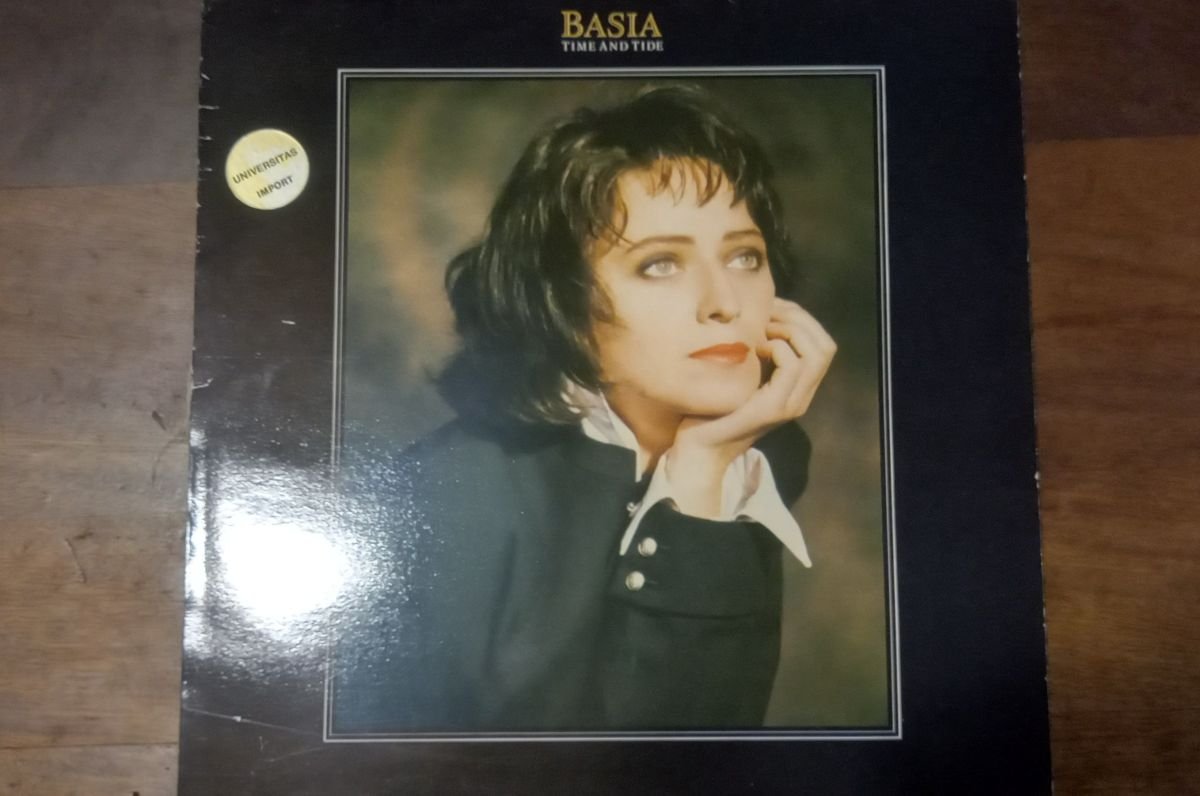 BASIA
TIME AND TIDE
UNIVERSITAS
IMPORT